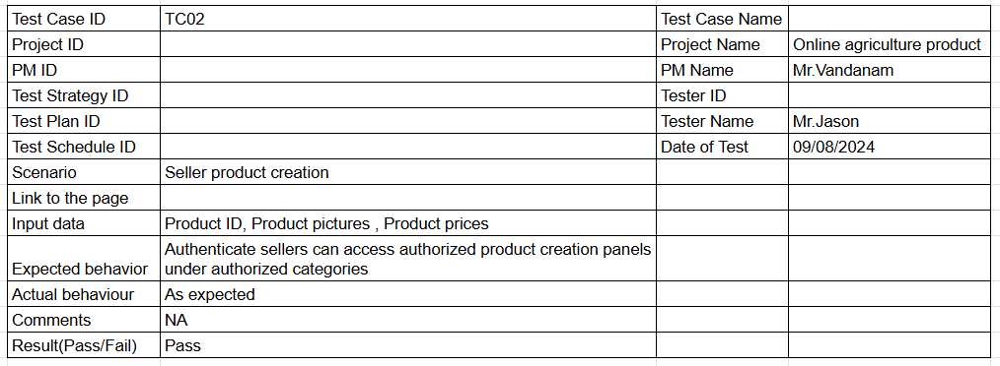 Test Case ID TC02 Test Case Name
Project ID Project Name Online agriculture product
PM ID PM Name Mr.Vandanam
Test Strategy ID Tester ID
Test Plan ID Tester Name Mr.Jason
Test Schedule ID Date of Test 09/08/2024
Scenario Seller product creation
Link to the page
Input data Product ID, Product pictures , Product prices
Authenticate sellers can access authorized product creation panels
Expected behavior under authorized categories
Actual behaviour As expected
Comments NA
Result(Pass/Fail) Pass